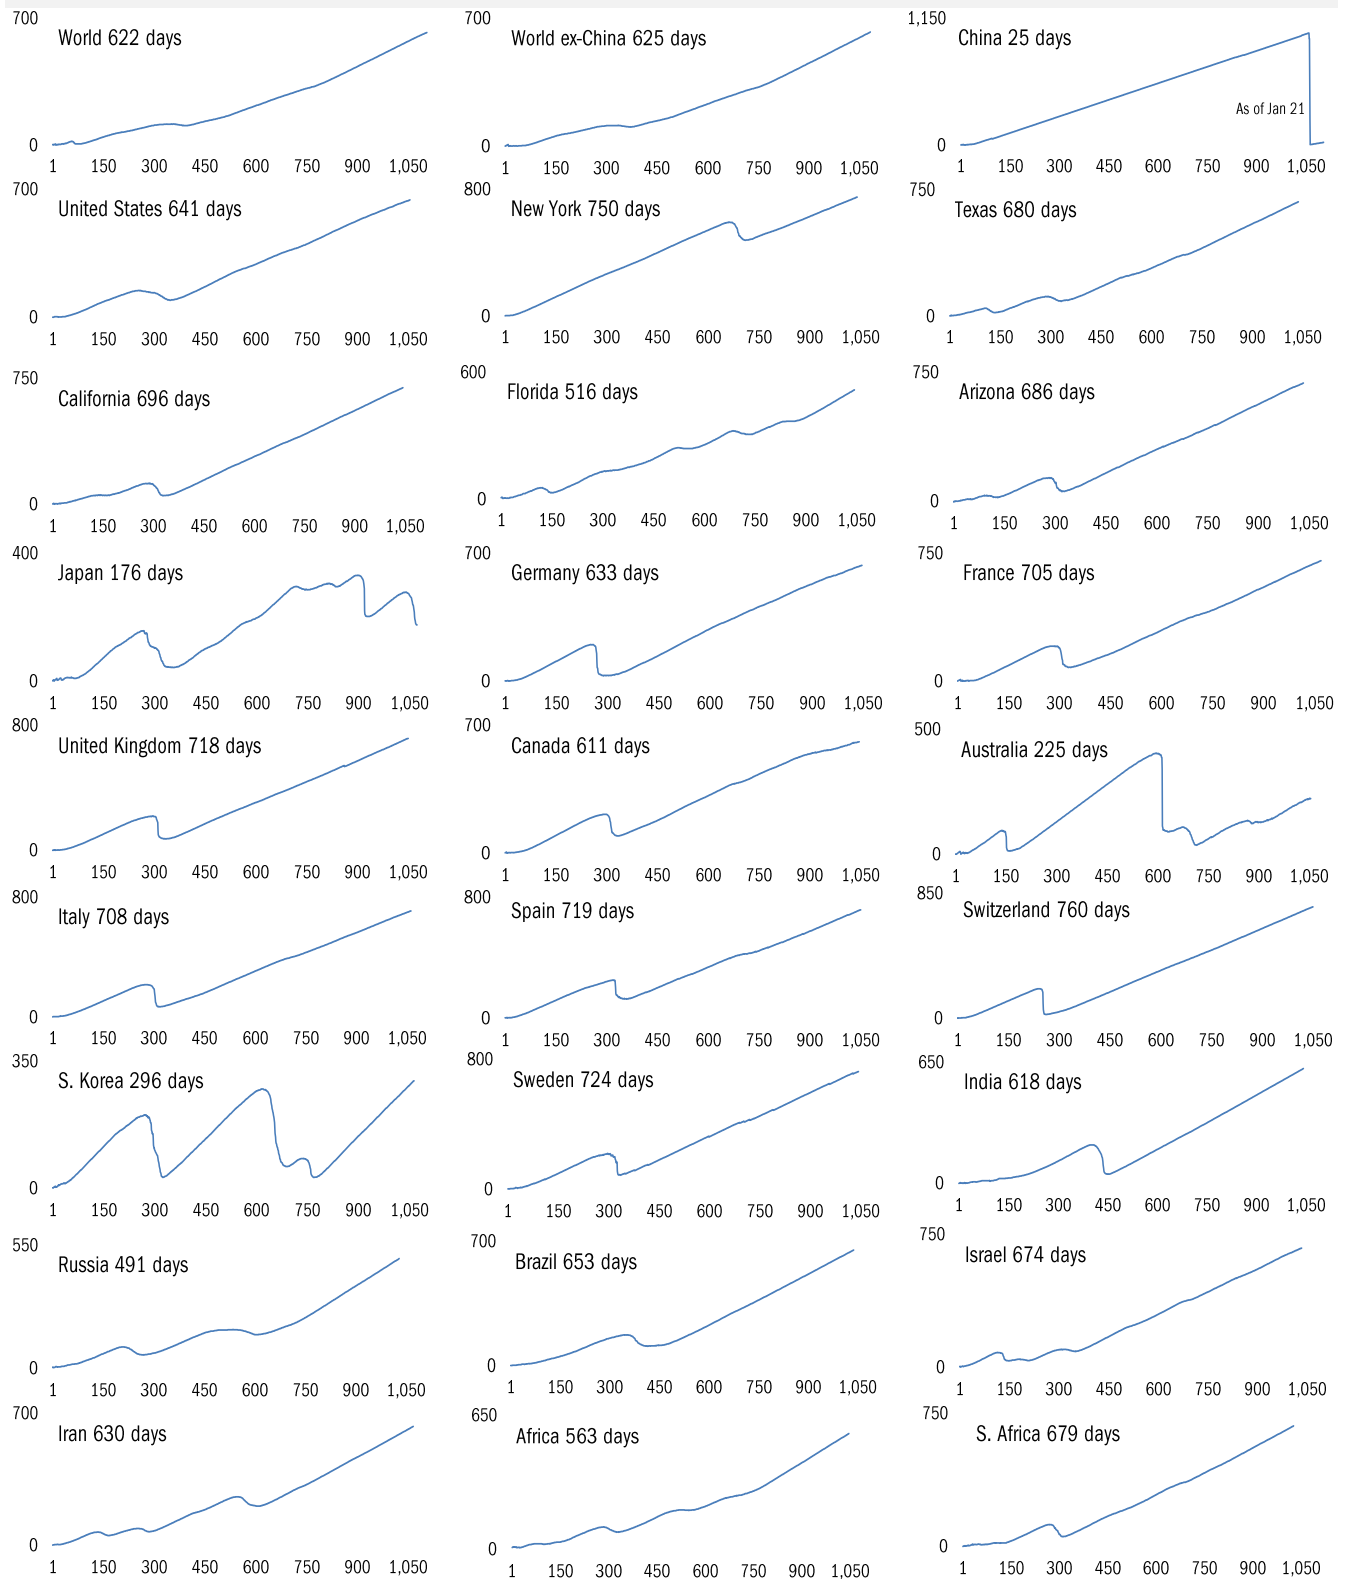 700 700 1,150
World 622 days World ex-China 625 days China 25 days
As of Jan 21
0 0 0
1 150 300 450 600 750 900 1,050 1 150 300 450 600 750 900 1,050 1 150 300 450 600 750 900 1,050
700 800 750
United States 641 days New York 750 days Texas 680 days
0 0 0
1 150 300 450 600 750 900 1,050 1 150 300 450 600 750 900 1,050 1 150 300 450 600 750 900 1,050
750 600 750
California 696 days Florida 516 days Arizona 686 days
0 0 0
1 150 300 450 600 750 900 1,050 1 150 300 450 600 750 900 1,050 1 150 300 450 600 750 900 1,050
400 700 750
Japan 176 days Germany 633 days France 705 days
0 0 0
1 150 300 450 600 750 900 1,050 1 150 300 450 600 750 900 1,050 1 150 300 450 600 750 900 1,050
800 700 500
United Kingdom 718 days Canada 611 days Australia 225 days
0 0 0
1 150 300 450 600 750 900 1,050 1 150 300 450 600 750 900 1,050 1 150 300 450 600 750 900 1,050
800 800 850
Italy 708 days Spain 719 days Switzerland 760 days
0 0 0
1 150 300 450 600 750 900 1,050 1 150 300 450 600 750 900 1,050 1 150 300 450 600 750 900 1,050
350 800 650
S. Korea 296 days Sweden 724 days India 618 days
0 0 0
1 150 300 450 600 750 900 1,050 1 150 300 450 600 750 900 1,050 1 150 300 450 600 750 900 1,050
550 700 750
Russia 491 days Brazil 653 days Israel 674 days
0 0 0
1 150 300 450 600 750 900 1,050 1 150 300 450 600 750 900 1,050 1 150 300 450 600 750 900 1,050
700 650 750
Iran 630 days Africa 563 days S. Africa 679 days
0 0 0
1 150 300 450 600 750 900 1,050 1 150 300 450 600 750 900 1,050 1 150 300 450 600 750 900 1,050